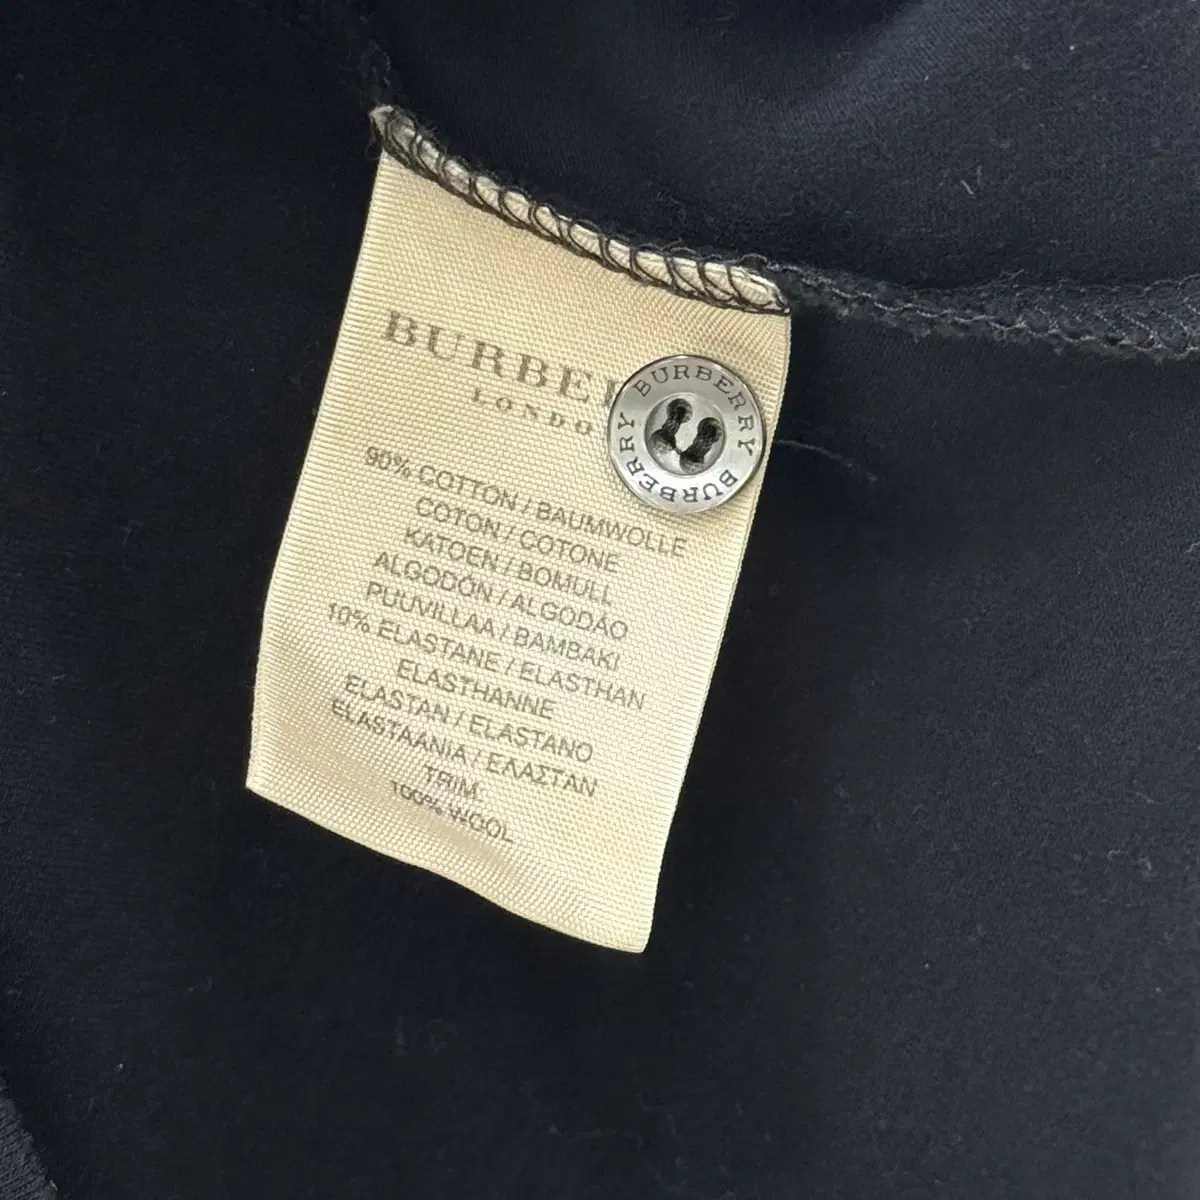 BURBE
LONDO
BURBERRY BURBERRY
90% COTTON / BAUMWOLLE
COTON / COTONE
KATOEN / BOMULL
ALGODÓN / ALGODÃO
PUUVILLAA / BAMBAKI
10% ELASTANE / ELASTHAN
ELASTHANNE
ELASTAN / ELASTANO
ELASTAANIA / ΕΛΑΣΤΑΝ
TRIM.
100% WOOL